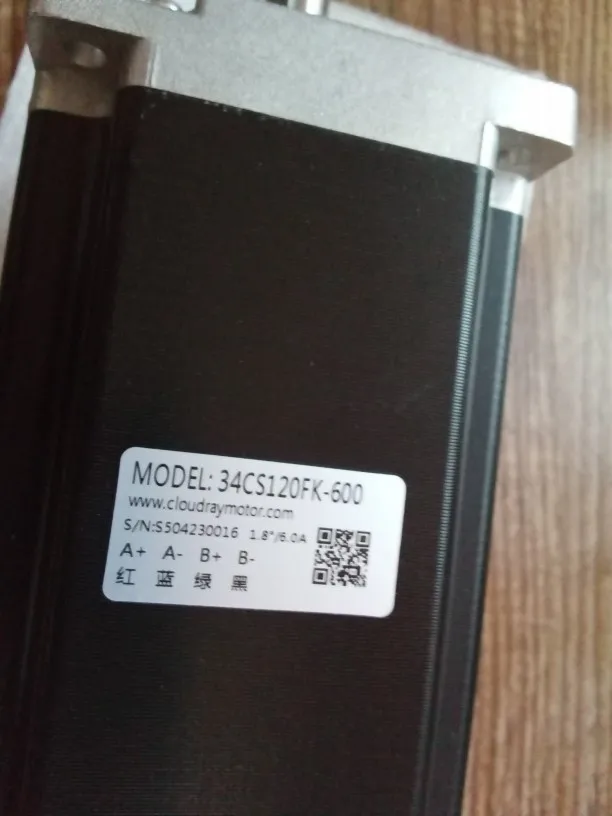 MODEL: 34CS120FK-600
www.cloudraymotor.com
S/N:S504230016 1.8°/6.0A
A+ A- B+ B-
红 蓝 绿 黑